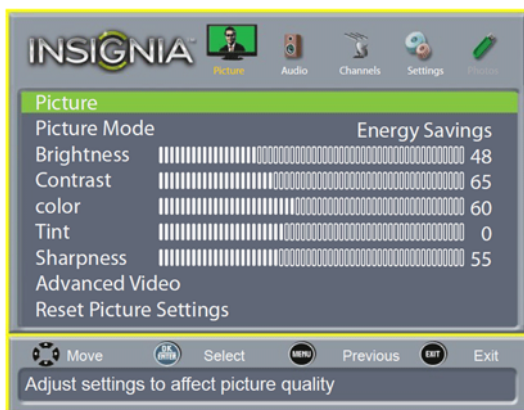 INSIGNIA
Picture Audio Channels Settings Photos
Picture
Picture Mode Energy Savings
Brightness 48
Contrast 65
color 60
Tint 0
Sharpness 55
Advanced Video
Reset Picture Settings
Move OK ENTER Select MENU Previous EXIT Exit
Adjust settings to affect picture quality